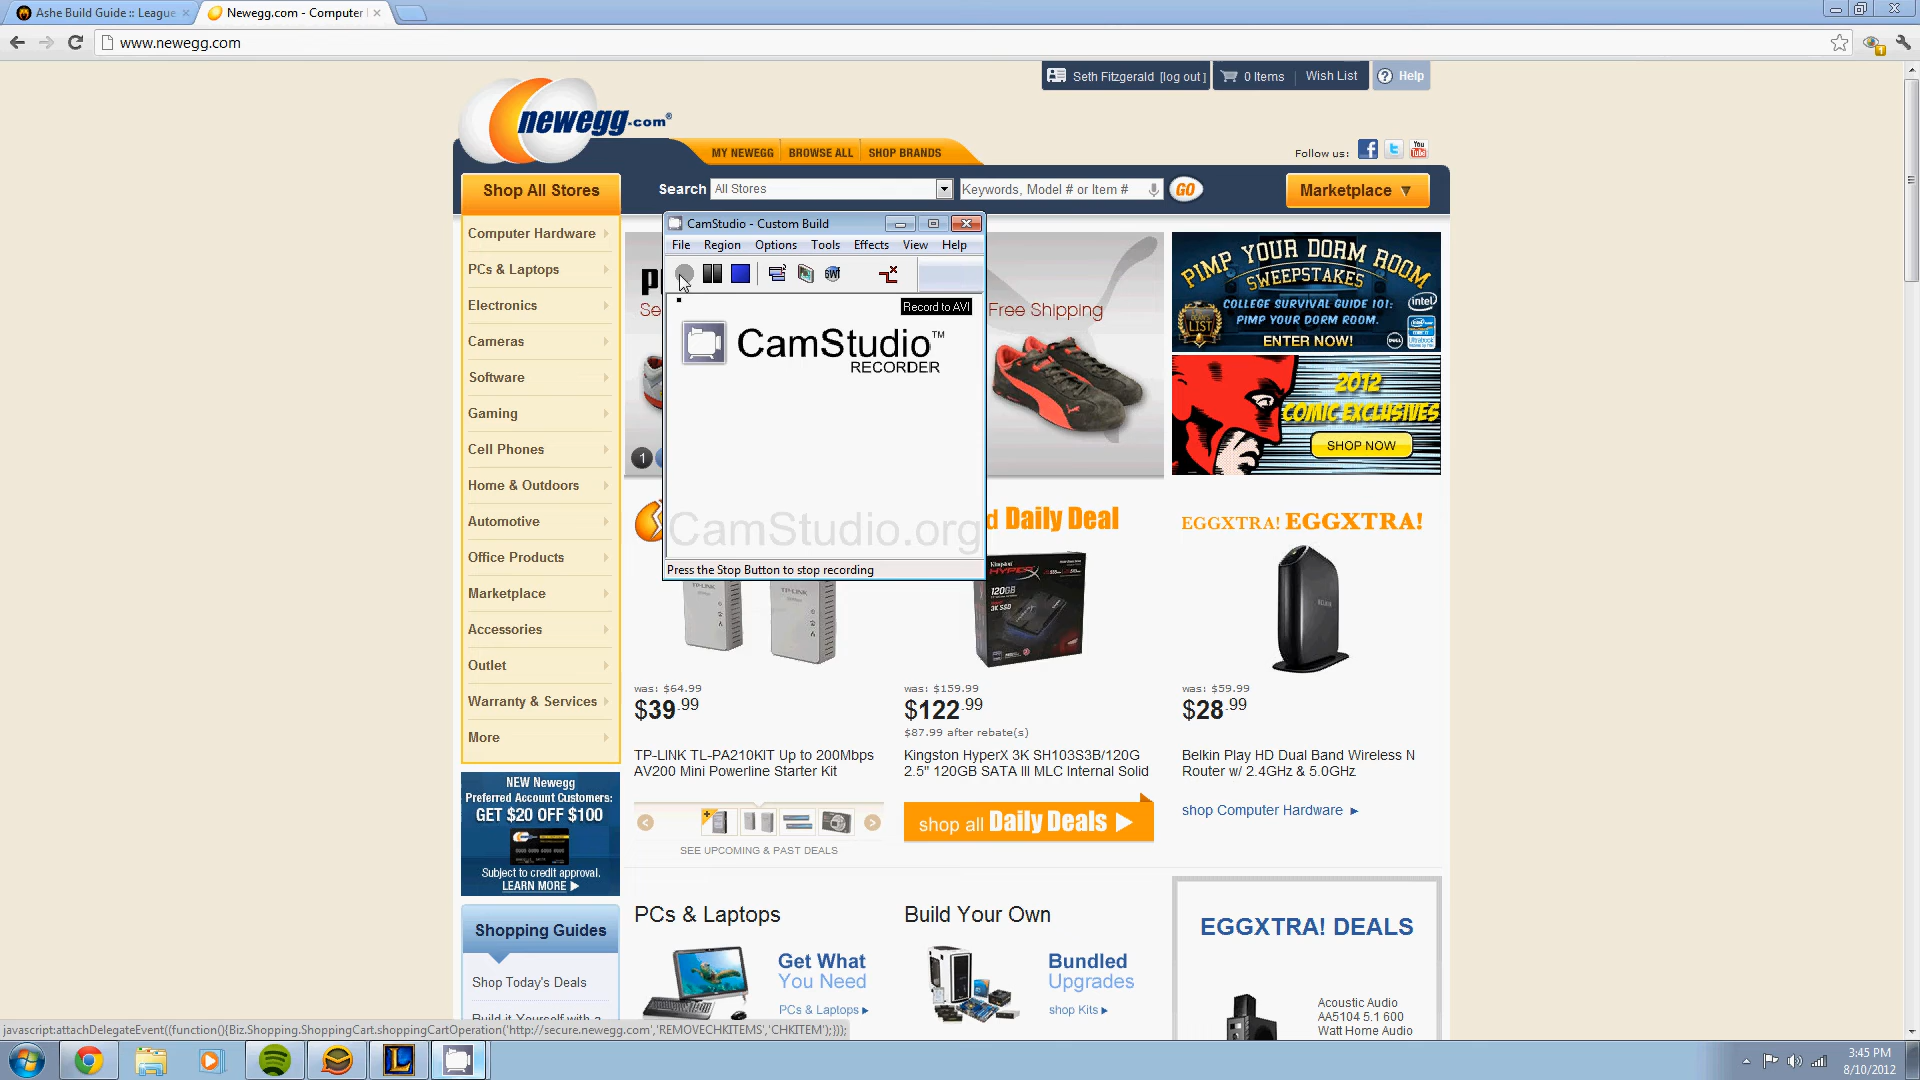 Ashe Build Guide :: League
Newegg.com - Computer
www.newegg.com
Seth Fitzgerald [log out]
0 Items
Wish List
Help
newegg.com®
MY NEWEGG
BROWSE ALL
SHOP BRANDS
Follow us:
You Tube
Shop All Stores
Search
All Stores
Keywords, Model # or Item #
GO
Marketplace ▼
Computer Hardware
PCs & Laptops
Electronics
Cameras
Software
Gaming
Cell Phones
Home & Outdoors
Automotive
Office Products
Marketplace
Accessories
Outlet
Warranty & Services
More
CamStudio - Custom Build
File
Region
Options
Tools
Effects
View
Help
Record to AVI
CamStudio™
RECORDER
CamStudio.org
Press the Stop Button to stop recording
Free Shipping
1
PIMP YOUR DORM ROOM
SWEEPSTAKES
COLLEGE SURVIVAL GUIDE 101:
PIMP YOUR DORM ROOM.
ENTER NOW!
intel
2012
COMIC EXCLUSIVES
SHOP NOW
d Daily Deal
EGGXTRA! EGGXTRA!
was: $64.99
$39.99
TP-LINK TL-PA210KIT Up to 200Mbps
AV200 Mini Powerline Starter Kit
SEE UPCOMING & PAST DEALS
was: $159.99
$122.99
$87.99 after rebate(s)
Kingston HyperX 3K SH103S3B/120G
2.5" 120GB SATA III MLC Internal Solid
shop all Daily Deals
was: $59.99
$28.99
Belkin Play HD Dual Band Wireless N
Router w/ 2.4GHz & 5.0GHz
shop Computer Hardware
NEW Newegg
Preferred Account Customers:
GET $20 OFF $100
Subject to credit approval.
LEARN MORE
Shopping Guides
Shop Today's Deals
Build it Yourself with a
PCs & Laptops
Get What
You Need
PCs & Laptops
Build Your Own
Bundled
Upgrades
shop Kits
EGGXTRA! DEALS
Acoustic Audio
AA5104 5.1 600
Watt Home Audio
javascript:attachDelegateEvent((function(){Biz.Shopping.ShoppingCart.shoppingCartOperation('http://secure.newegg.com','REMOVECHKITEMS','CHKITEM');}));
3:45 PM
8/10/2012